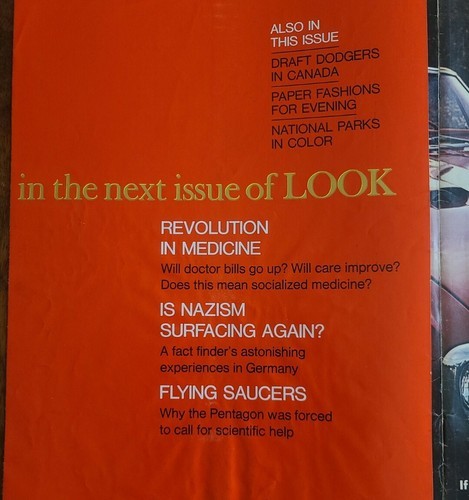 ALSO IN
THIS ISSUE
DRAFT DODGERS
IN CANADA
PAPER FASHIONS
FOR EVENING
NATIONAL PARKS
IN COLOR
in the next issue of LOOK
REVOLUTION
IN MEDICINE
Will doctor bills go up? Will care improve?
Does this mean socialized medicine?
IS NAZISM
SURFACING AGAIN?
A fact finder's astonishing
experiences in Germany
FLYING SAUCERS
Why the Pentagon was forced
to call for scientific help
If